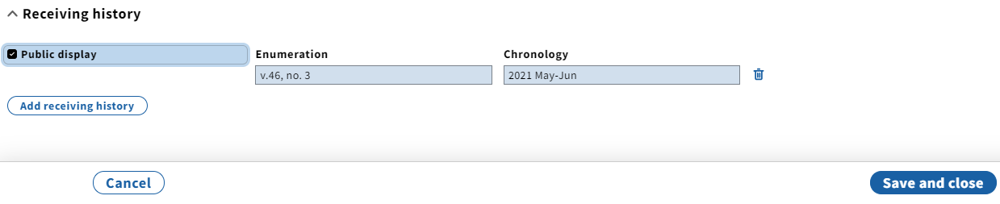 Receiving history
Public display
Enumeration
Chronology
v.46, no. 3
2021 May-Jun
Add receiving history
Cancel
Save and close